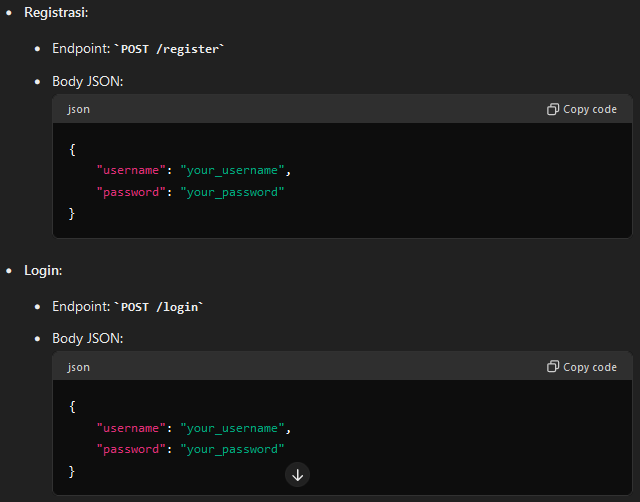 Registrasi:
Endpoint: `POST /register`
Body JSON:
json
Copy code
{
"username": "your_username",
"password": "your_password"
}
Login:
Endpoint: `POST /login`
Body JSON:
json
Copy code
{
"username": "your_username",
"password": "your_password"
}